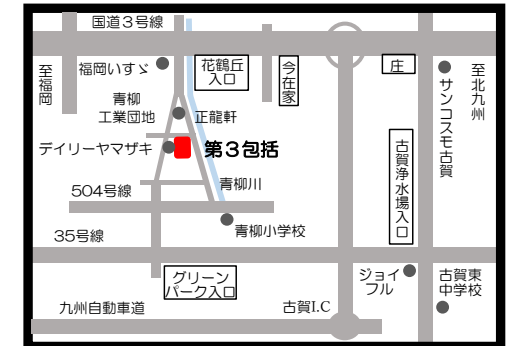 国道3号線
至福岡
福岡いすゞ
花鶴丘
入口
今在家
庄
サンコスモ古賀
至北九州
青柳
工業団地
正龍軒
デイリーヤマザキ
第3包括
古賀浄水場入口
504号線
青柳川
35号線
青柳小学校
グリーン
パーク入口
ジョイ
フル
古賀東
中学校
九州自動車道
古賀I.C